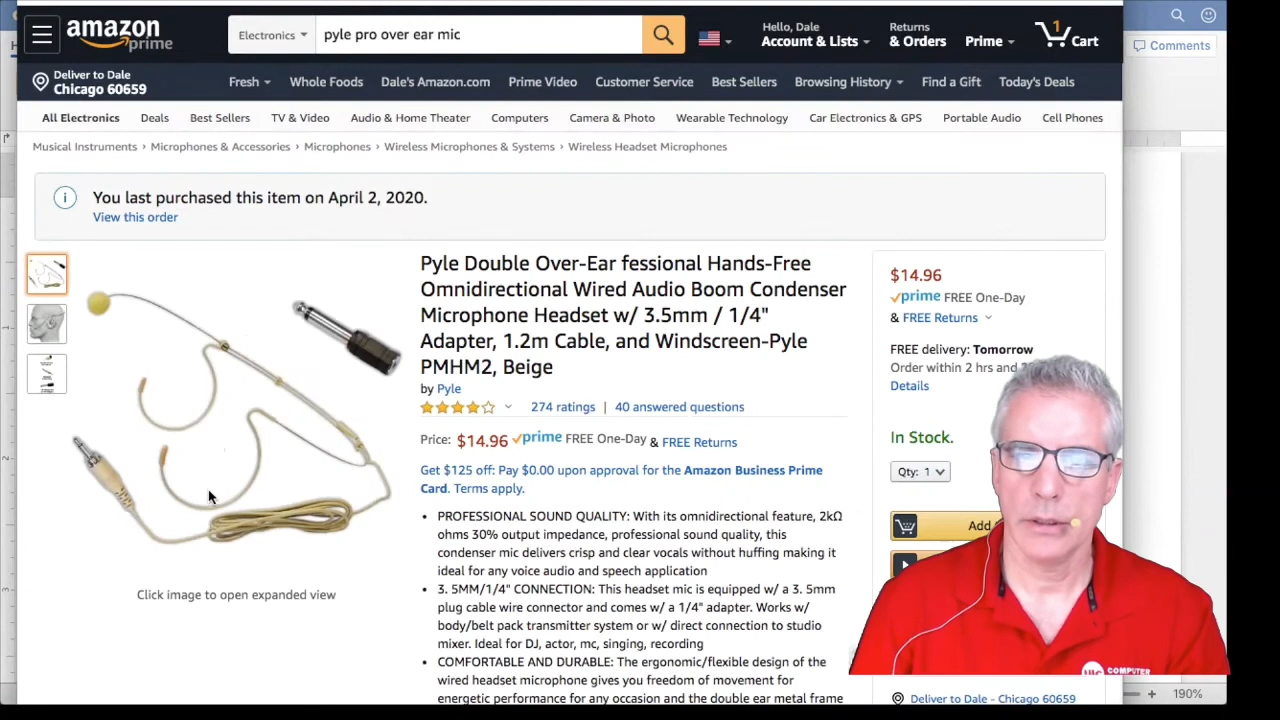 amazon
prime
Electronics
pyle pro over ear mic
Hello, Dale
Account & Lists
Returns
& Orders
Prime
1
Cart
Comments
Deliver to Dale
Chicago 60659
Fresh
Whole Foods
Dale's Amazon.com
Prime Video
Customer Service
Best Sellers
Browsing History
Find a Gift
Today's Deals
All Electronics
Deals
Best Sellers
TV & Video
Audio & Home Theater
Computers
Camera & Photo
Wearable Technology
Car Electronics & GPS
Portable Audio
Cell Phones
Musical Instruments › Microphones & Accessories › Microphones › Wireless Microphones & Systems › Wireless Headset Microphones
You last purchased this item on April 2, 2020.
View this order
Pyle Double Over-Ear fessional Hands-Free
Omnidirectional Wired Audio Boom Condenser
Microphone Headset w/ 3.5mm / 1/4"
Adapter, 1.2m Cable, and Windscreen-Pyle
PMHM2, Beige
by Pyle
274 ratings | 40 answered questions
Price: $14.96 prime FREE One-Day & FREE Returns
Get $125 off: Pay $0.00 upon approval for the Amazon Business Prime
Card. Terms apply.
• PROFESSIONAL SOUND QUALITY: With its omnidirectional feature, 2kΩ
ohms 30% output impedance, professional sound quality, this
condenser mic delivers crisp and clear vocals without huffing making it
ideal for any voice audio and speech application
• 3. 5MM/1/4" CONNECTION: This headset mic is equipped w/ a 3. 5mm
plug cable wire connector and comes w/ a 1/4" adapter. Works w/
body/belt pack transmitter system or w/ direct connection to studio
mixer. Ideal for DJ, actor, mc, singing, recording
• COMFORTABLE AND DURABLE: The ergonomic/flexible design of the
wired headset microphone gives you freedom of movement for
energetic performance for any occasion and the double ear metal frame
Click image to open expanded view
$14.96
prime FREE One-Day
& FREE Returns
FREE delivery: Tomorrow
Order within 2 hrs and
Details
In Stock.
Qty: 1
Add
UIC COMPUTER
Deliver to Dale - Chicago 60659
190%